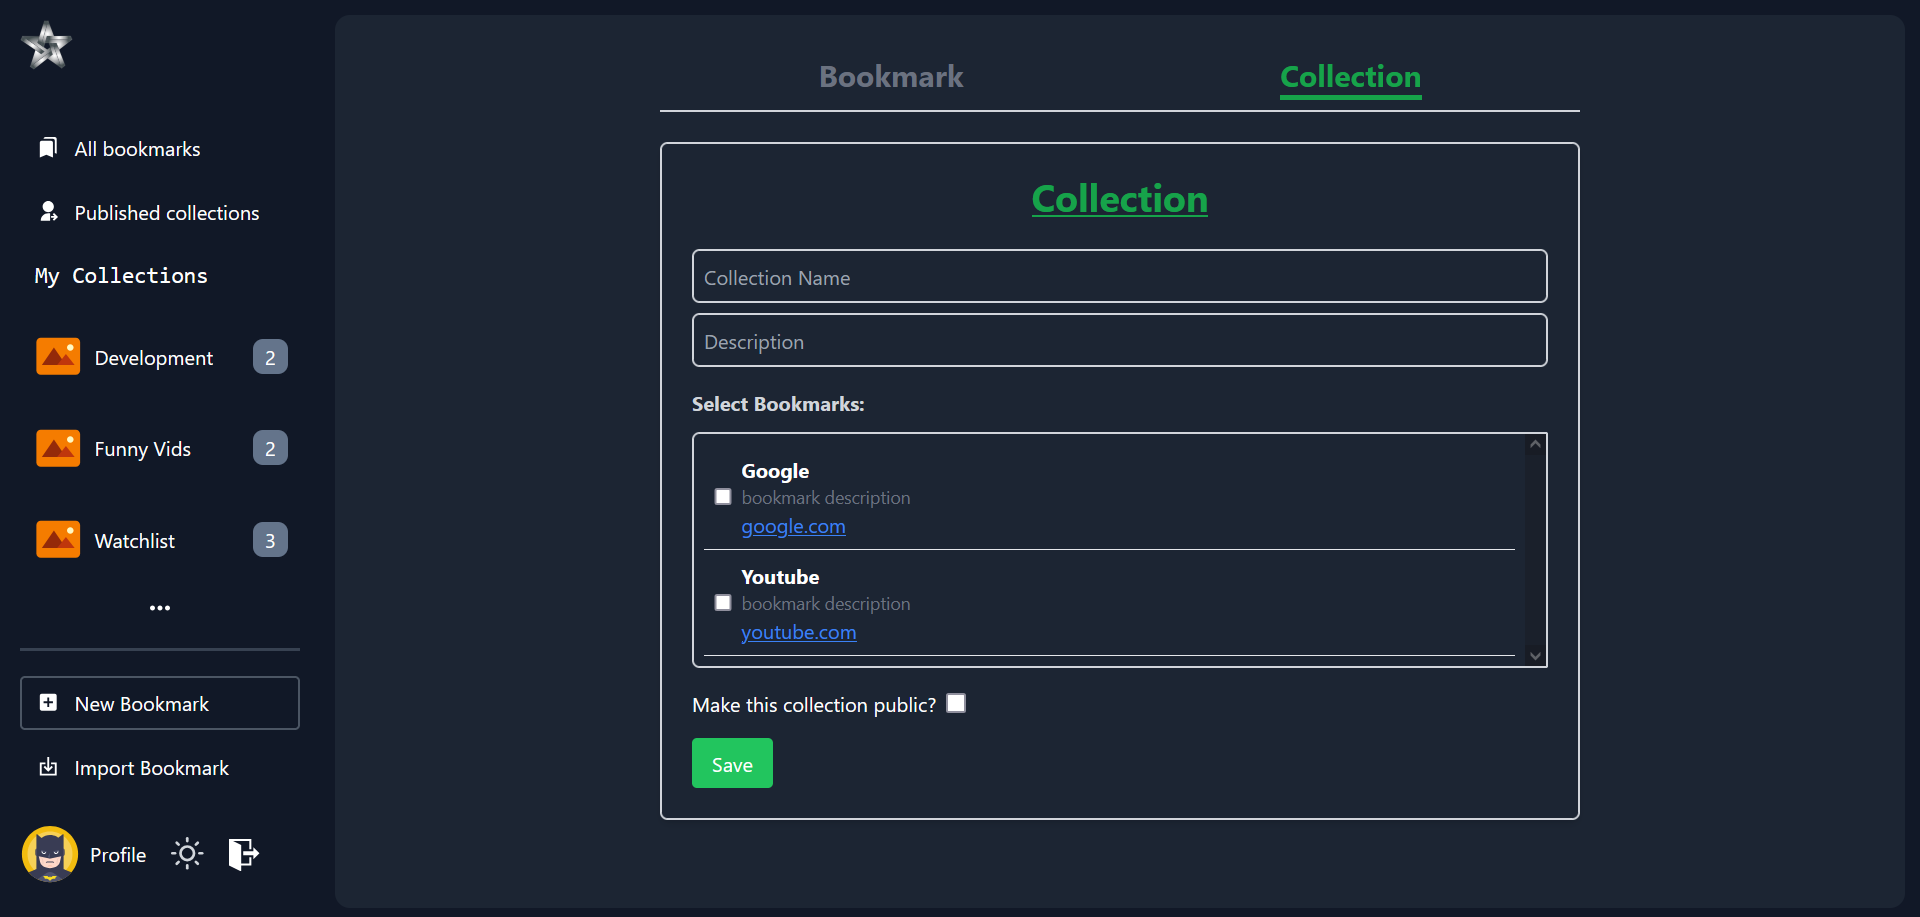 All bookmarks
Published collections
My Collections
Development 2
Funny Vids 2
Watchlist 3
New Bookmark
Import Bookmark
Profile
Bookmark Collection
Collection
Collection Name
Description
Select Bookmarks:
Google
bookmark description
google.com
Youtube
bookmark description
youtube.com
Make this collection public?
Save